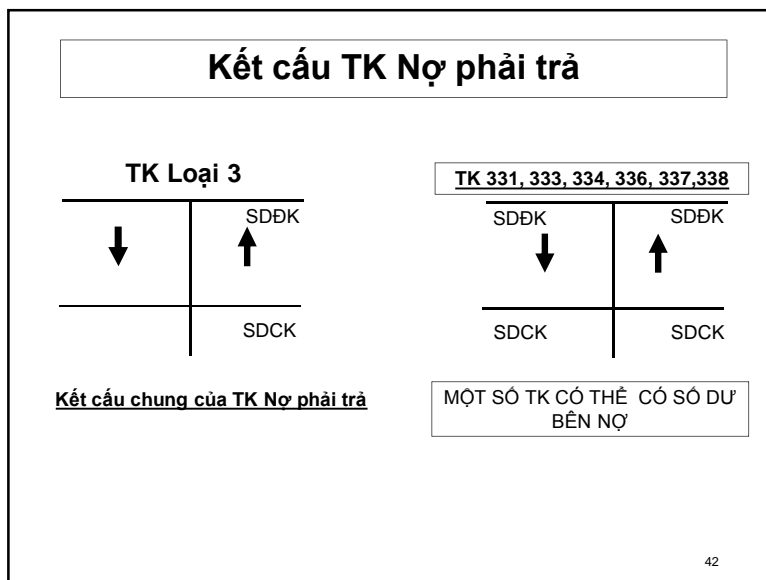 Kết cấu TK Nợ phải trả
TK Loại 3
SDĐK
SDCK
Kết cấu chung của TK Nợ phải trả
TK 331, 333, 334, 336, 337,338
SDĐK SDĐK
SDCK SDCK
MỘT SỐ TK CÓ THỂ CÓ SỐ DƯ
BÊN NỢ
42